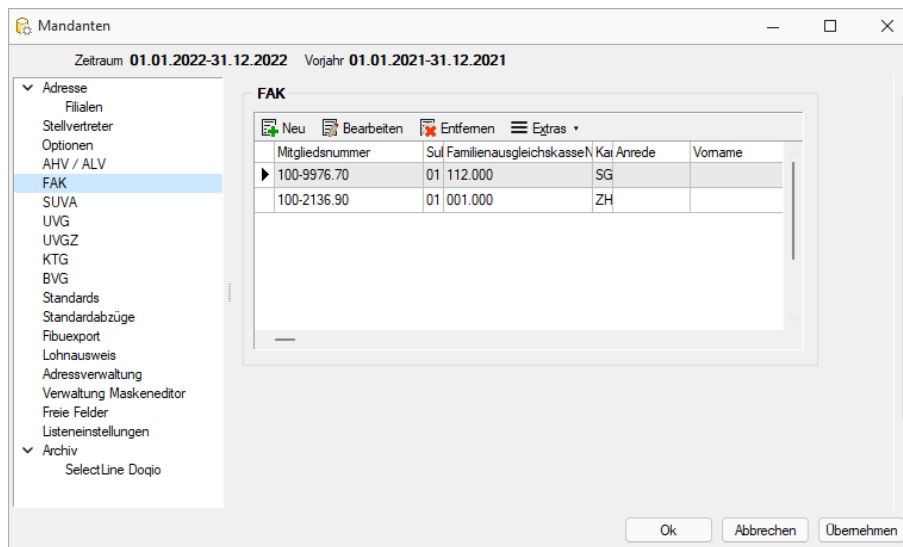 Mandanten
Zeitraum 01.01.2022-31.12.2022 Vorjahr 01.01.2021-31.12.2021
Adresse
Filialen
Stellvertreter
Optionen
AHV / ALV
FAK
SUVA
UVG
UVGZ
KTG
BVG
Standards
Standardabzüge
Fibuexport
Lohnausweis
Adressverwaltung
Verwaltung Maskeneditor
Freie Felder
Listeneinstellungen
Archiv
SelectLine Doqio
FAK
Neu Bearbeiten Entfernen Extras
Mitgliedsnummer Sul FamilienausgleichskasseN Kar Anrede Vorname
100-9976.70 01 112.000 SG
100-2136.90 01 001.000 ZH
Ok Abbrechen Übernehmen